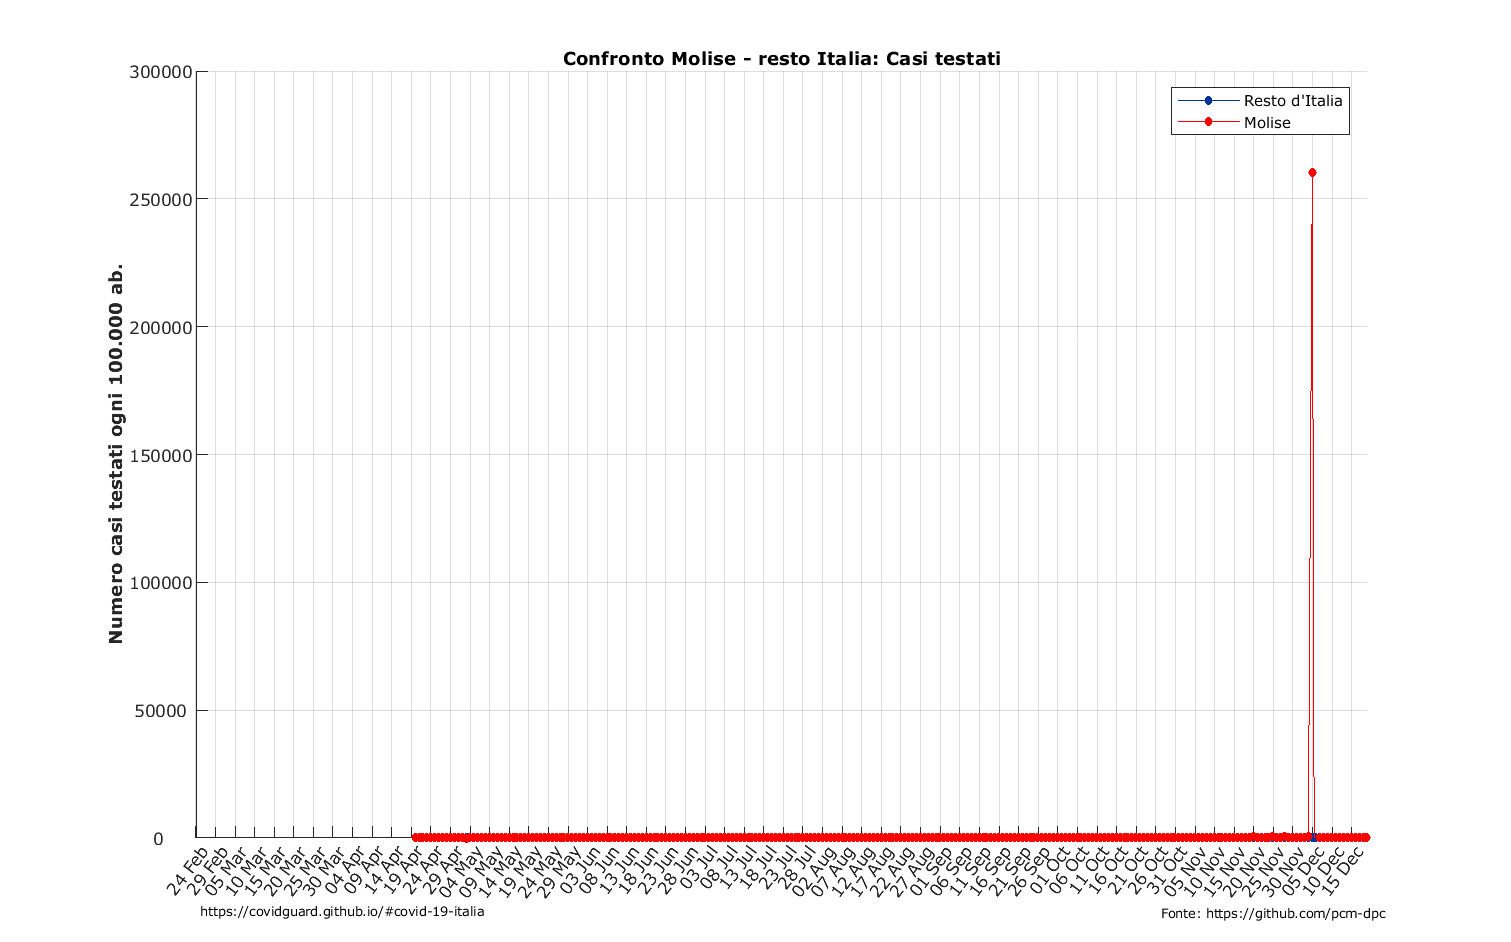 Confronto Molise - resto Italia: Casi testati
Resto d'Italia
Molise
Numero casi testati ogni 100.000 ab.
300000
250000
200000
150000
100000
50000
0
24 Feb
29 Feb
05 Mar
10 Mar
15 Mar
20 Mar
25 Mar
30 Mar
04 Apr
09 Apr
14 Apr
19 Apr
24 Apr
29 Apr
04 May
09 May
14 May
19 May
24 May
29 May
03 Jun
08 Jun
13 Jun
18 Jun
23 Jun
28 Jun
03 Jul
08 Jul
13 Jul
18 Jul
23 Jul
28 Jul
02 Aug
07 Aug
12 Aug
17 Aug
22 Aug
27 Aug
01 Sep
06 Sep
11 Sep
16 Sep
21 Sep
26 Sep
01 Oct
06 Oct
11 Oct
16 Oct
21 Oct
26 Oct
31 Oct
05 Nov
10 Nov
15 Nov
20 Nov
25 Nov
30 Nov
05 Dec
10 Dec
15 Dec
https://covidguard.github.io/#covid-19-italia
Fonte: https://github.com/pcm-dpc